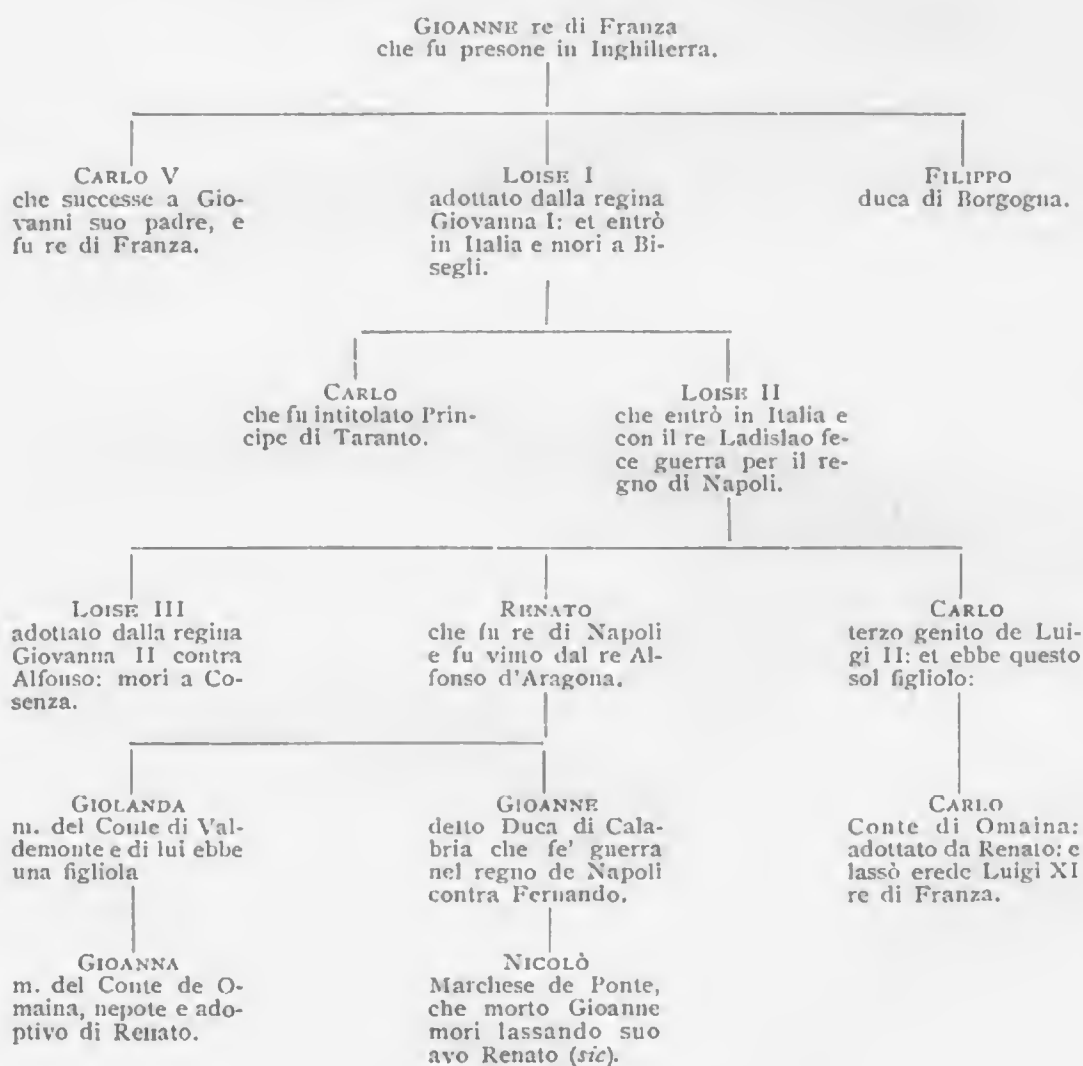 GIOANNE re di Franza
che fu presone in Inghilterra.
CARLO V
che successe a Gio-
vanni suo padre, e
fu re di Franza.
LOISE I
adottato dalla regina
Giovanna I: et entrò
in Italia e mori a Bi-
segli.
FILIPPO
duca di Borgogna.
CARLO
che fu intitolato Prin-
cipe di Taranto.
LOISE II
che entrò in Italia e
con il re Ladislao fe-
ce guerra per il re-
gno di Napoli.
LOISE III
adottato dalla regina
Giovanna II contra
Alfonso: mori a Co-
senza.
RENATO
che fu re di Napoli
e fu vinto dal re Al-
fonso d'Aragona.
CARLO
terzo genito de Lui-
gi II: et ebbe questo
sol figliolo:
GIOLANDA
m. del Conte di Val-
demonte e di lui ebbe
una figliola
GIOANNE
detto Duca di Cala-
bria che fe' guerra
nel regno de Napoli
contra Fernando.
CARLO
Conte di Omaina:
adottato da Renato: e
lassò erede Luigi XI
re di Franza.
GIOANNA
m. del Conte de O-
maina, nepote e ado-
ptivo di Renato.
NICOLÒ
Marchese de Ponte,
che morto Gioanne
mori lassando suo
avo Renato (sic).